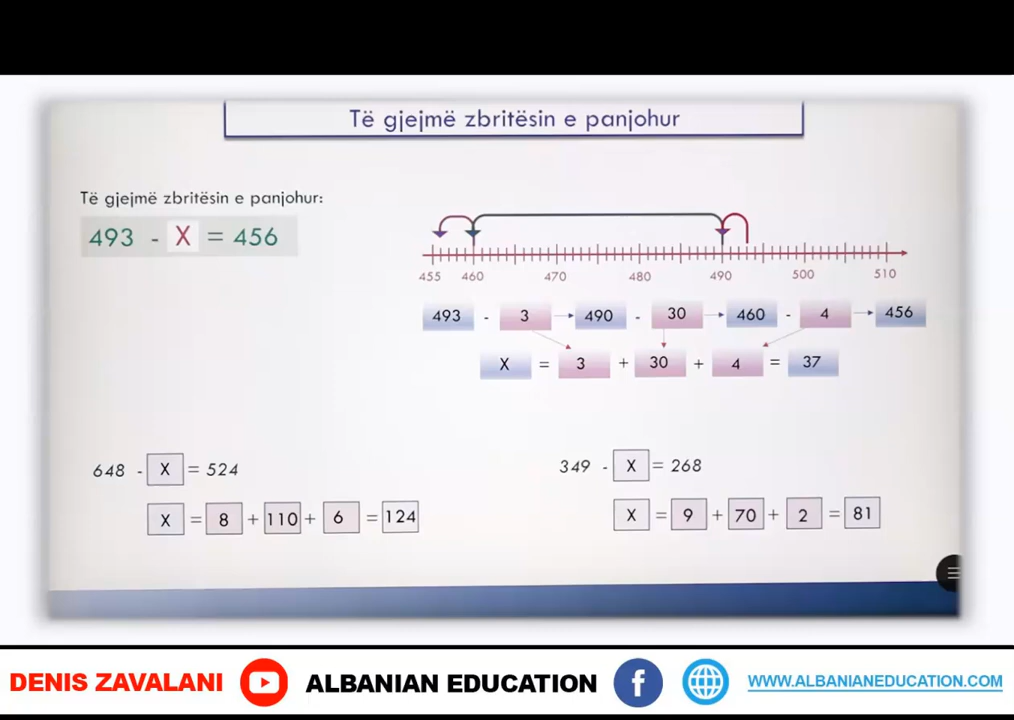 Të gjejmë zbritësin e panjohur
Të gjejmë zbritësin e panjohur:
493 - X = 456
455 460 470 480 490 500 510
493 - 3 → 490 - 30 → 460 - 4 → 456
X = 3 + 30 + 4 = 37
648 - X = 524
X = 8 + 110 + 6 = 124
349 - X = 268
X = 9 + 70 + 2 = 81
DENIS ZAVALANI ALBANIAN EDUCATION f WWW.ALBANIANEDUCATION.COM